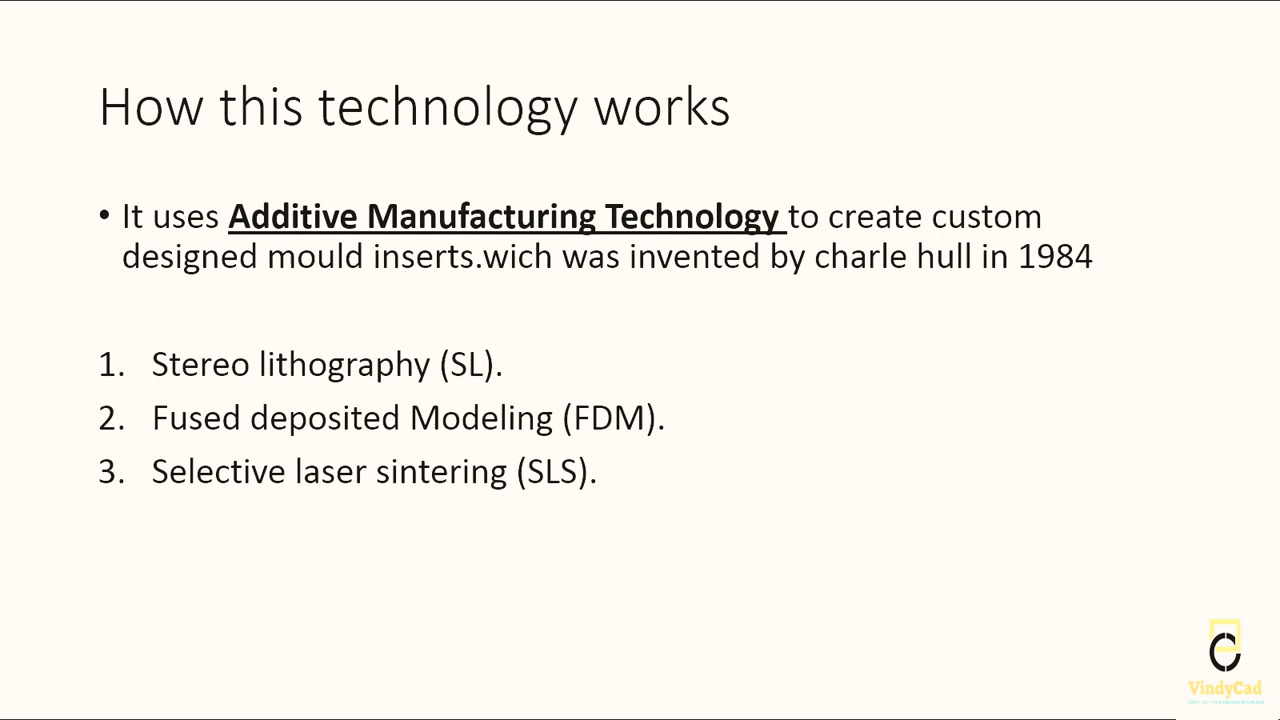 How this technology works
• It uses Additive Manufacturing Technology to create custom
designed mould inserts.wich was invented by charle hull in 1984
1. Stereo lithography (SL).
2. Fused deposited Modeling (FDM).
3. Selective laser sintering (SLS).
VindyCad